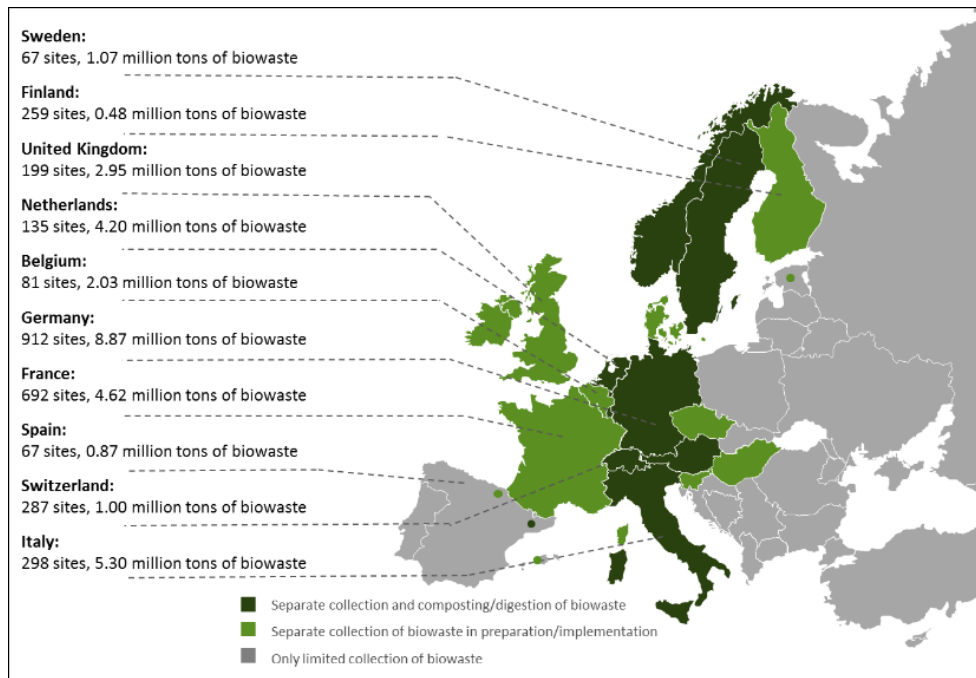 Sweden:
67 sites, 1.07 million tons of biowaste
Finland:
259 sites, 0.48 million tons of biowaste
United Kingdom:
199 sites, 2.95 million tons of biowaste
Netherlands:
135 sites, 4.20 million tons of biowaste
Belgium:
81 sites, 2.03 million tons of biowaste
Germany:
912 sites, 8.87 million tons of biowaste
France:
692 sites, 4.62 million tons of biowaste
Spain:
67 sites, 0.87 million tons of biowaste
Switzerland:
287 sites, 1.00 million tons of biowaste
Italy:
298 sites, 5.30 million tons of biowaste
Separate collection and composting/digestion of biowaste
Separate collection of biowaste in preparation/implementation
Only limited collection of biowaste